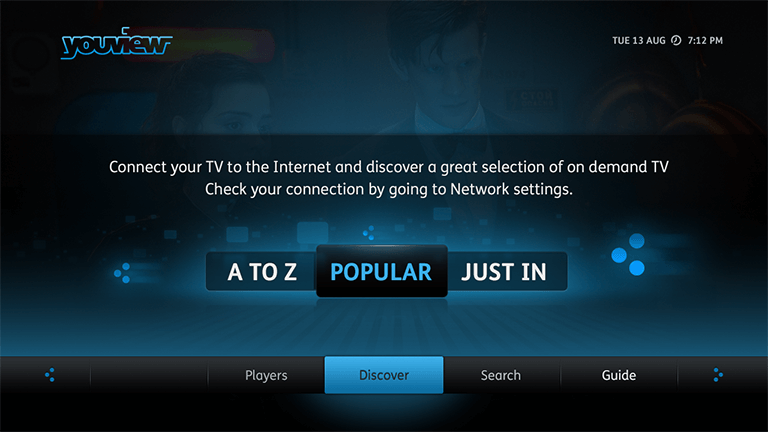 youview
TUE 13 AUG 7:12 PM
Connect your TV to the Internet and discover a great selection of on demand TV
Check your connection by going to Network settings.
A TO Z POPULAR JUST IN
Players Discover Search Guide